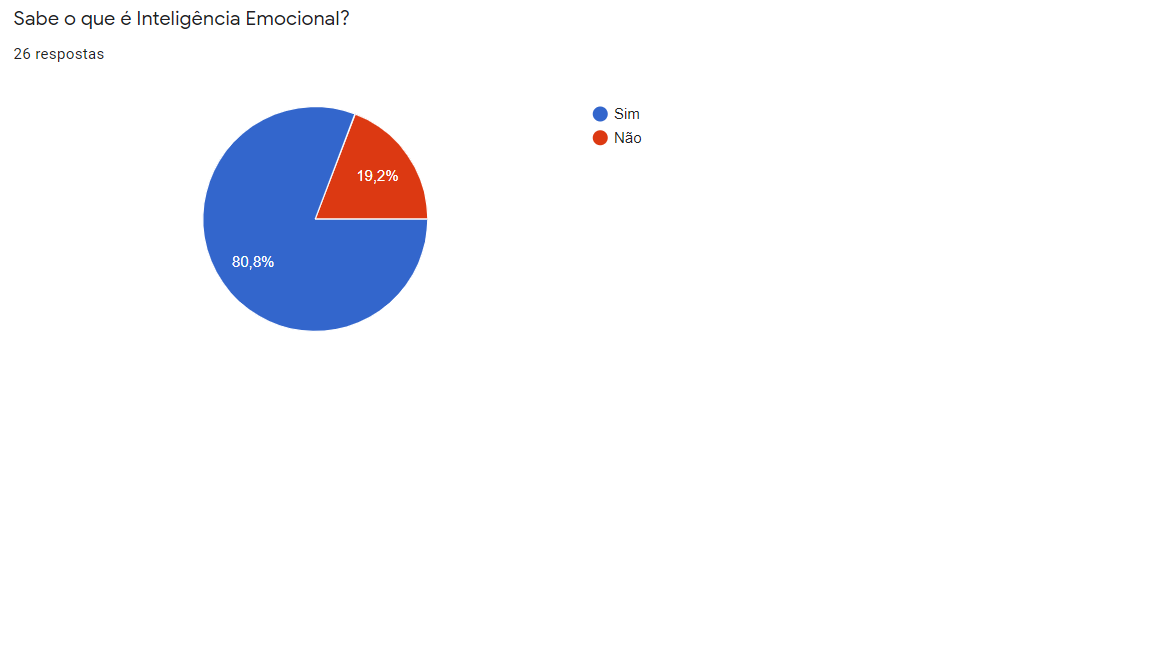 Sabe o que é Inteligência Emocional?
26 respostas
Sim
Não
19,2%
80,8%